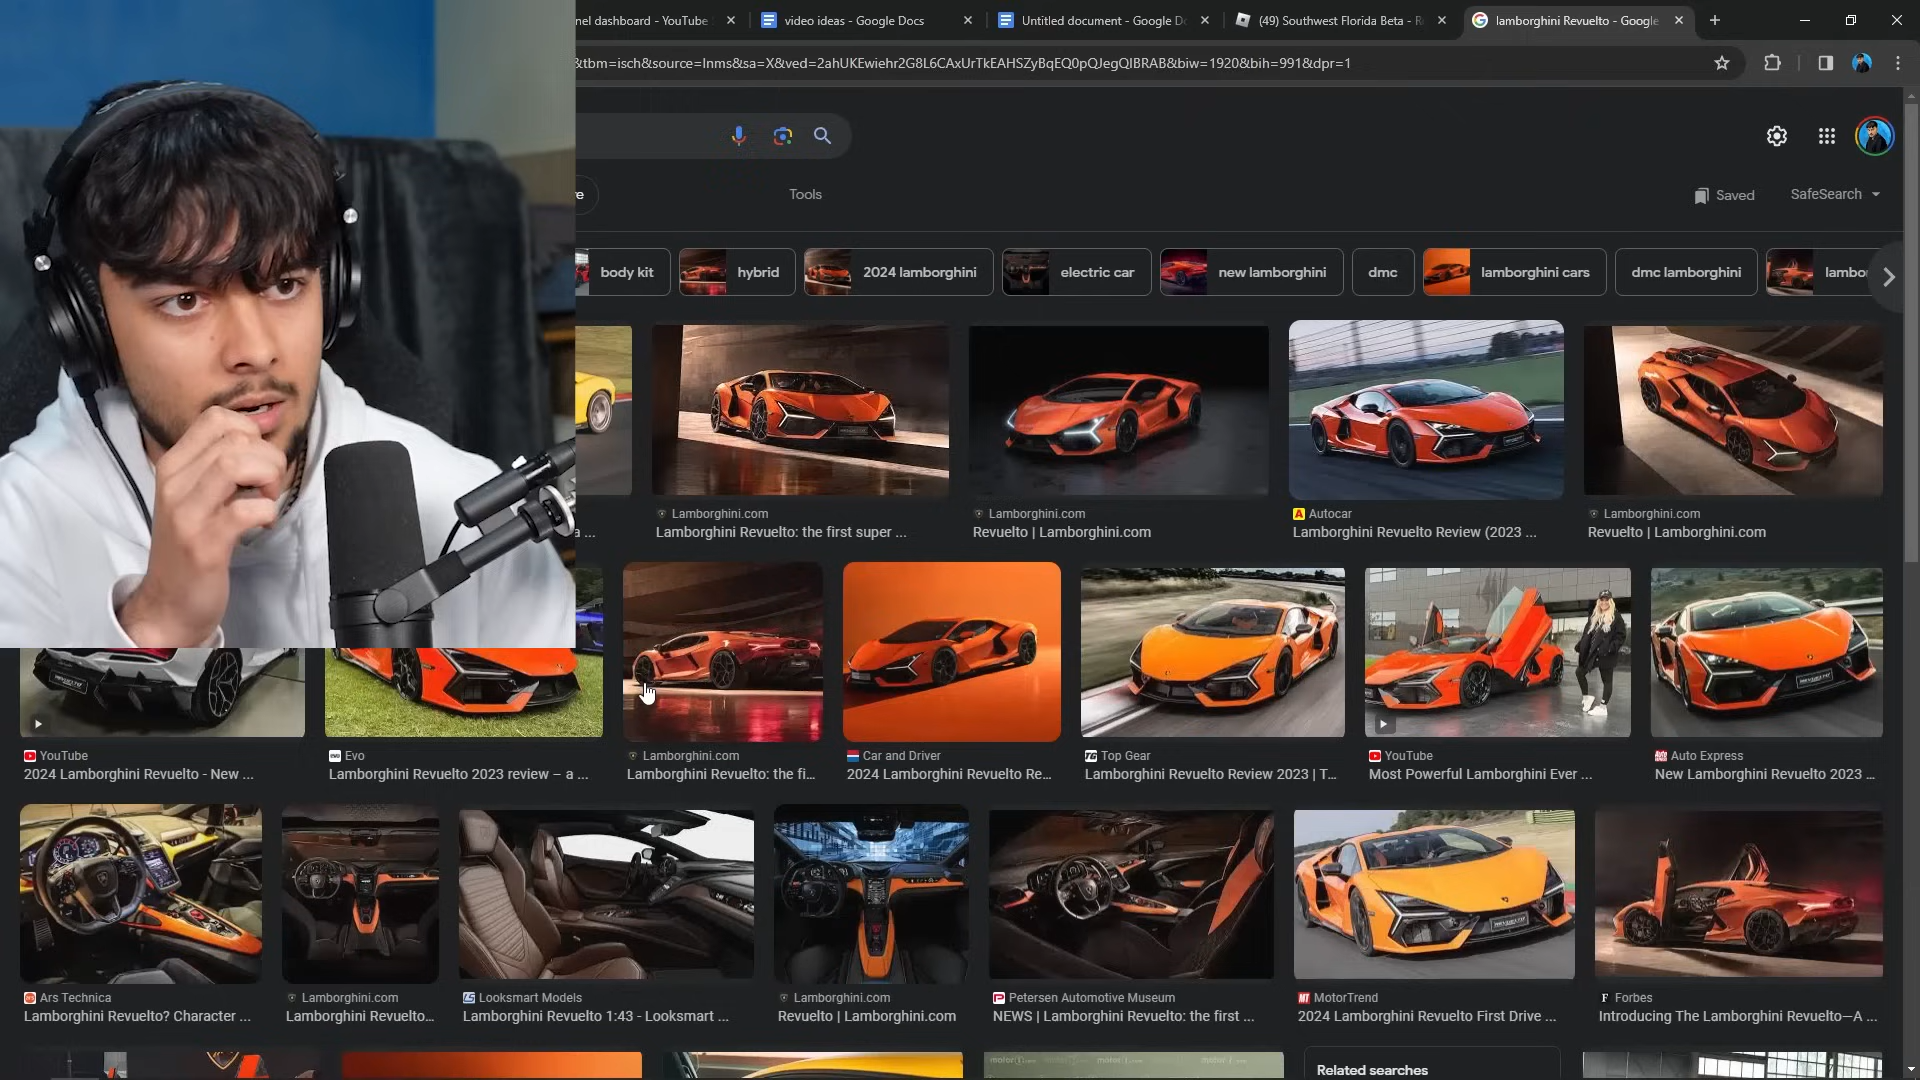 nel dashboard - YouTube
video ideas - Google Docs
Untitled document - Google Do
(49) Southwest Florida Beta - R
lamborghini Revuelto - Google
&tbm=isch&source=lnms&sa=X&ved=2ahUKEwiehr2G8L6CAxUrTkEAHSZyBqEQ0pQJegQIBRAB&biw=1920&bih=991&dpr=1
Tools
Saved
SafeSearch
body kit
hybrid
2024 lamborghini
electric car
new lamborghini
dmc
lamborghini cars
dmc lamborghini
lambo
a ...
Lamborghini.com
Lamborghini Revuelto: the first super ...
Lamborghini.com
Revuelto | Lamborghini.com
Autocar
Lamborghini Revuelto Review (2023 ...
Lamborghini.com
Revuelto | Lamborghini.com
YouTube
2024 Lamborghini Revuelto - New ...
Evo
Lamborghini Revuelto 2023 review – a ...
Lamborghini.com
Lamborghini Revuelto: the fi...
Car and Driver
2024 Lamborghini Revuelto Re...
Top Gear
Lamborghini Revuelto Review 2023 | T...
YouTube
Most Powerful Lamborghini Ever ...
Auto Express
New Lamborghini Revuelto 2023 ...
Ars Technica
Lamborghini Revuelto? Character ...
Lamborghini.com
Lamborghini Revuelto...
Looksmart Models
Lamborghini Revuelto 1:43 - Looksmart ...
Lamborghini.com
Revuelto | Lamborghini.com
Petersen Automotive Museum
NEWS | Lamborghini Revuelto: the first ...
MotorTrend
2024 Lamborghini Revuelto First Drive ...
Forbes
Introducing The Lamborghini Revuelto—A ...
Related searches